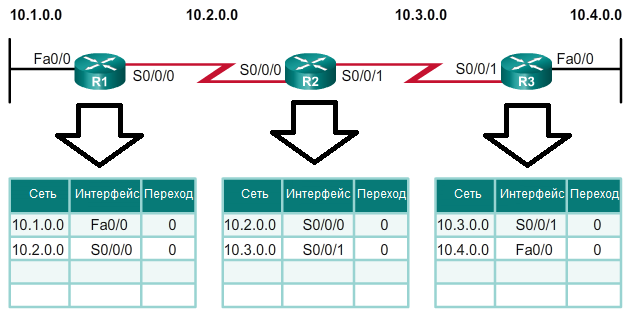 10.1.0.0 10.2.0.0 10.3.0.0 10.4.0.0
Fa0/0 R1 S0/0/0 S0/0/0 R2 S0/0/1 S0/0/1 R3 Fa0/0
Сеть Интерфейс Переход
10.1.0.0 Fa0/0 0
10.2.0.0 S0/0/0 0
Сеть Интерфейс Переход
10.2.0.0 S0/0/0 0
10.3.0.0 S0/0/1 0
Сеть Интерфейс Переход
10.3.0.0 S0/0/1 0
10.4.0.0 Fa0/0 0